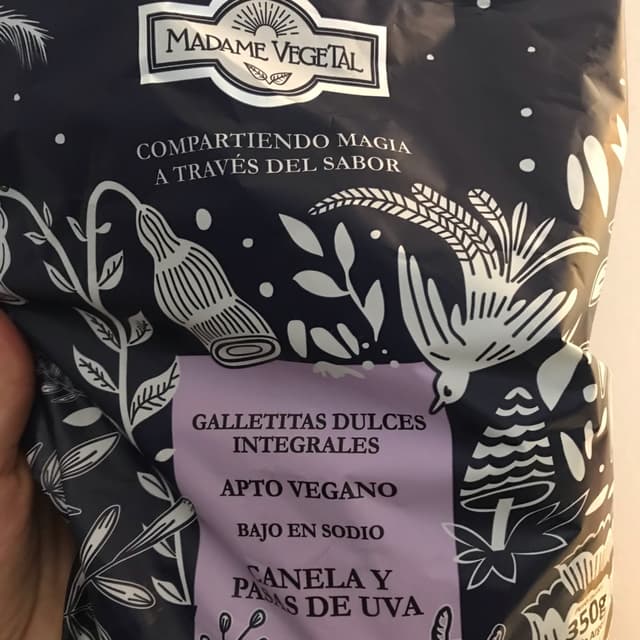 MADAME VEGETAL
COMPARTIENDO MAGIA
A TRAVÉS DEL SABOR
GALLETITAS DULCES
INTEGRALES
APTO VEGANO
BAJO EN SODIO
CANELA Y
PASAS DE UVA
350g